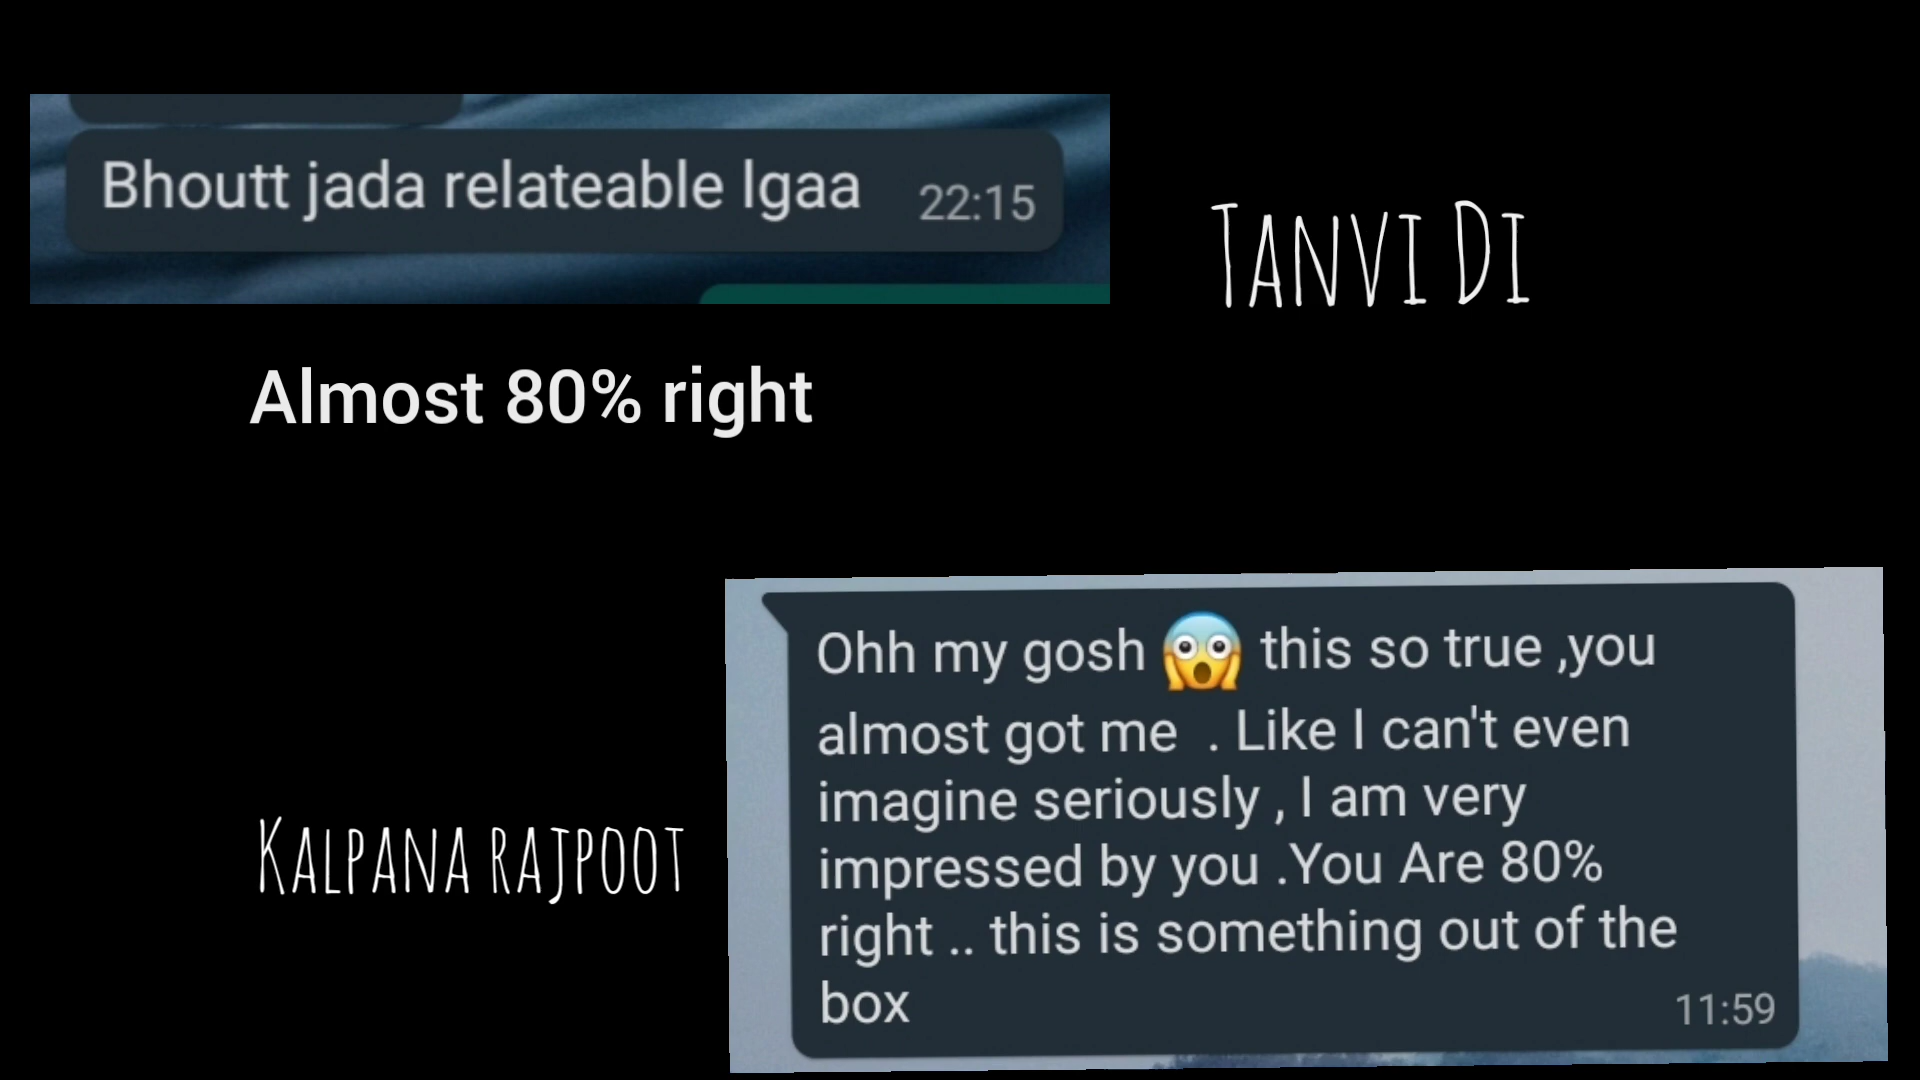 Bhoutt jada relateable lgaa 22:15
Tanvi Di
Almost 80% right
Kalpana rajpoot
Ohh my gosh 😱 this so true ,you
almost got me . Like I can't even
imagine seriously , I am very
impressed by you .You Are 80%
right .. this is something out of the
box 11:59